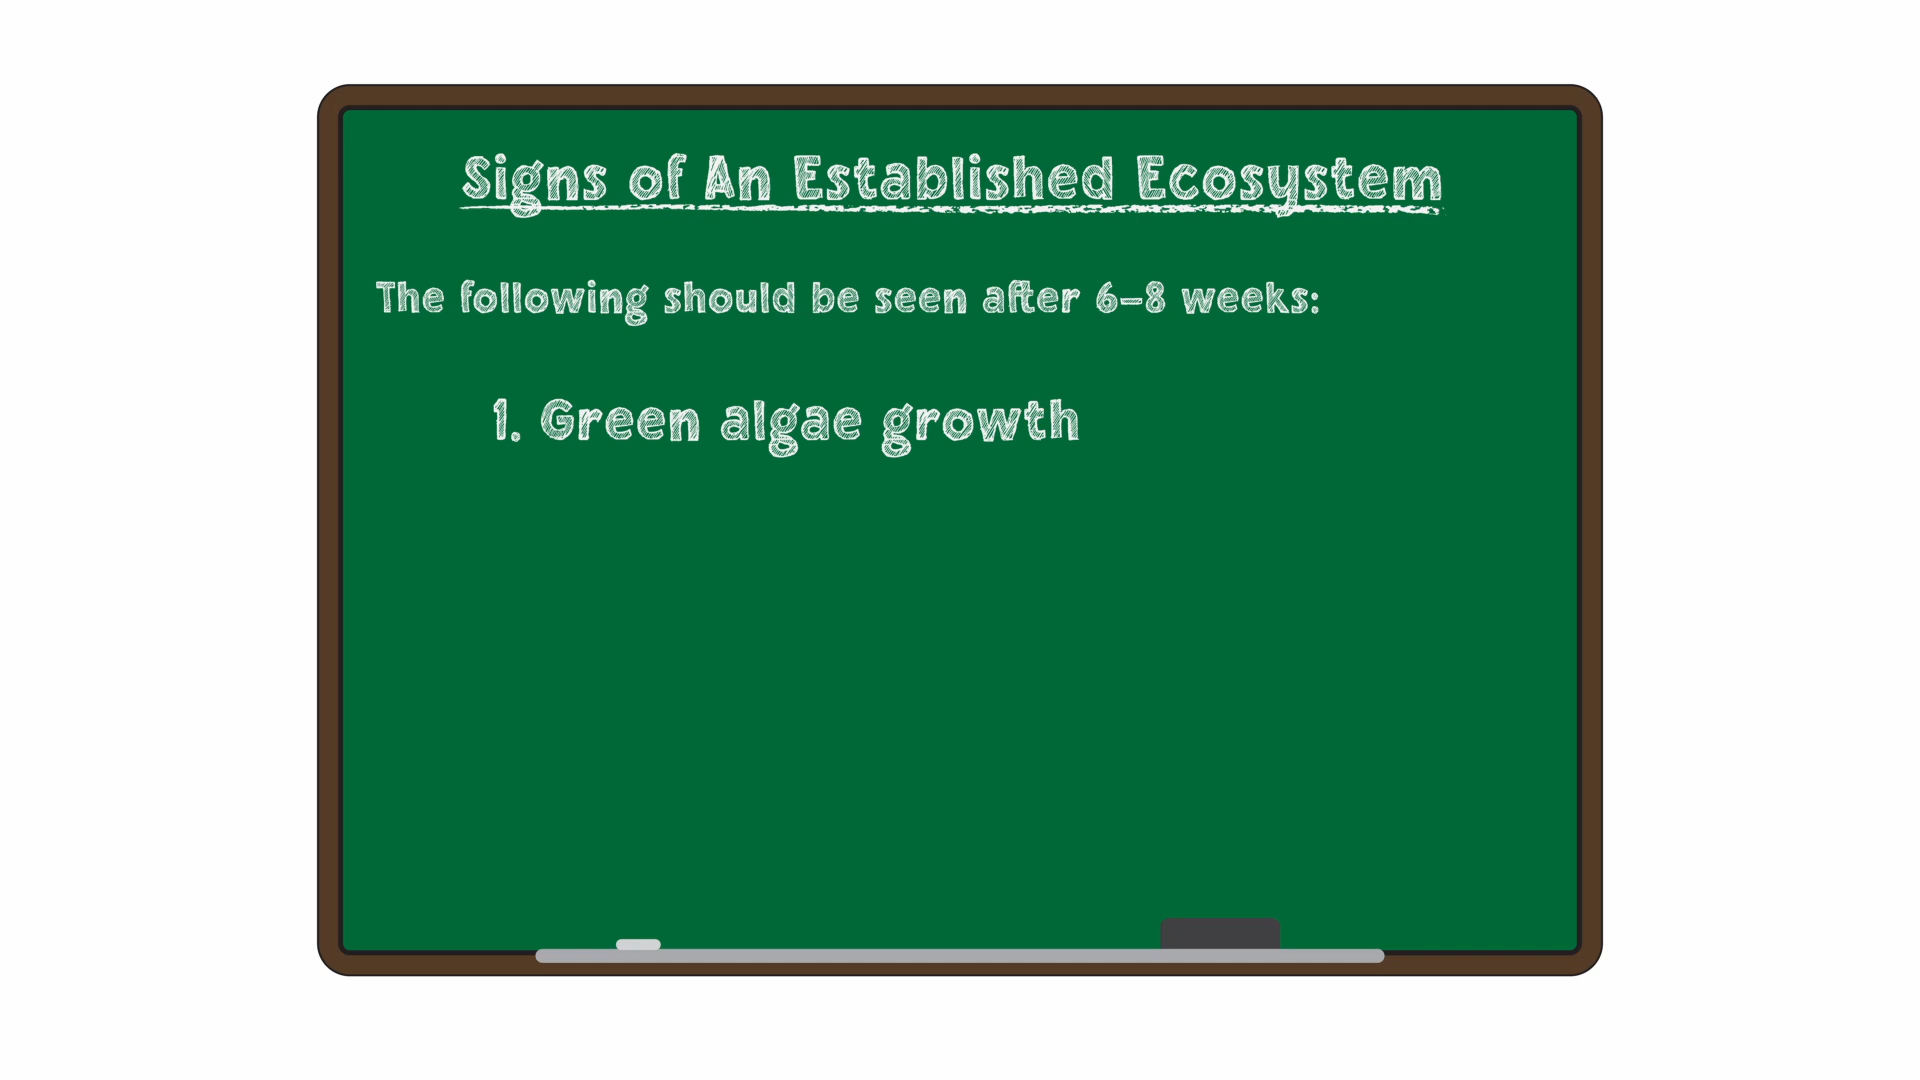 Signs of An Established Ecosystem
The following should be seen after 6-8 weeks:
1. Green algae growth